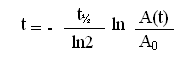 t = - t½/ln2 ln A(t)/A₀